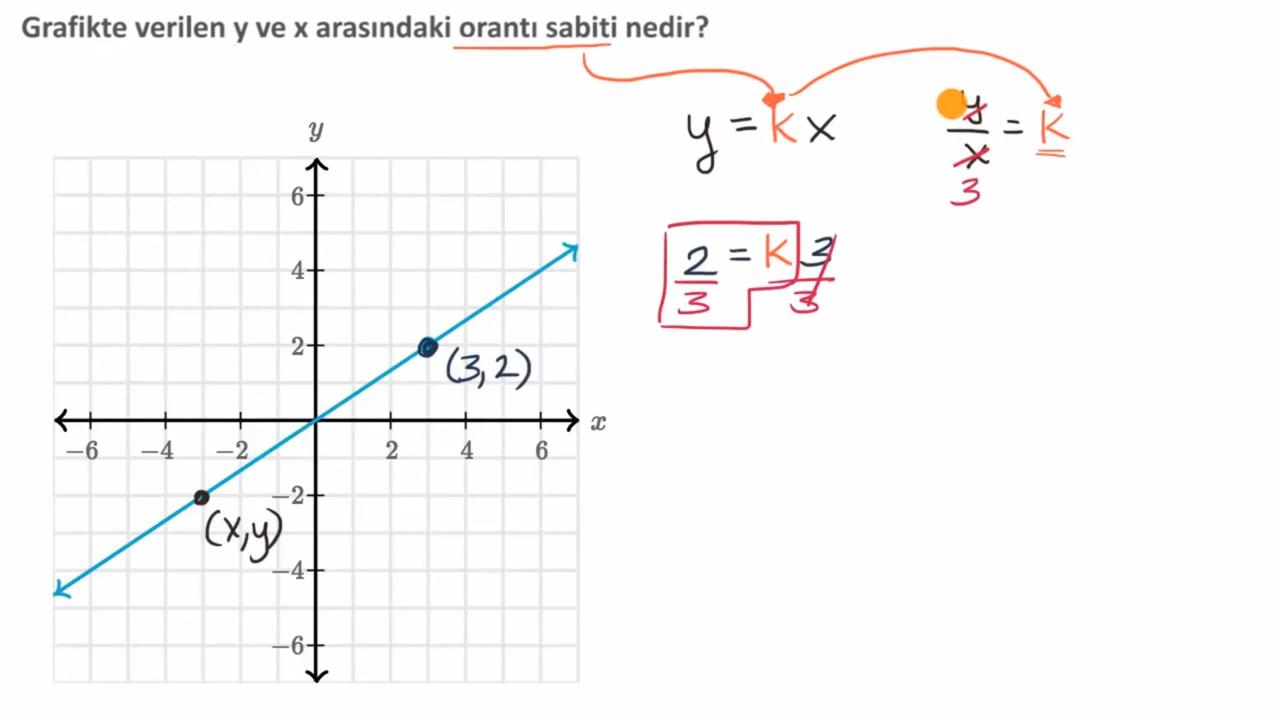 Grafikte verilen y ve x arasındaki orantı sabiti nedir?
y = kx
y/x = k
3
2/3 = k 3/3
y
6
4
2
(3, 2)
x
−6 −4 −2 2 4 6
−2
(x, y)
−4
−6